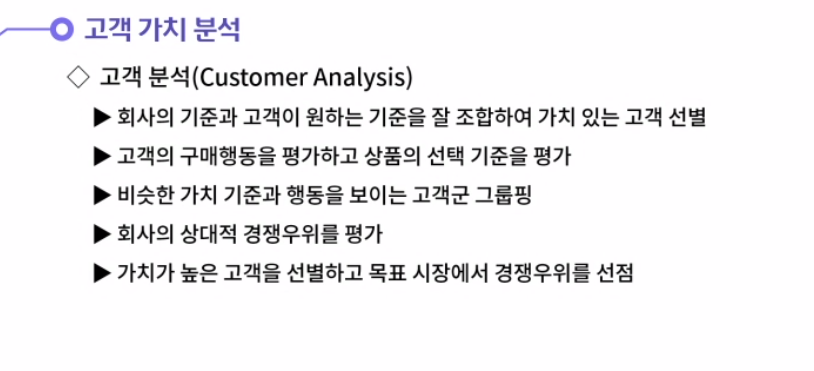 고객 가치 분석
◇ 고객 분석(Customer Analysis)
▶ 회사의 기준과 고객이 원하는 기준을 잘 조합하여 가치 있는 고객 선별
▶ 고객의 구매행동을 평가하고 상품의 선택 기준을 평가
▶ 비슷한 가치 기준과 행동을 보이는 고객군 그룹핑
▶ 회사의 상대적 경쟁우위를 평가
▶ 가치가 높은 고객을 선별하고 목표 시장에서 경쟁우위를 선점